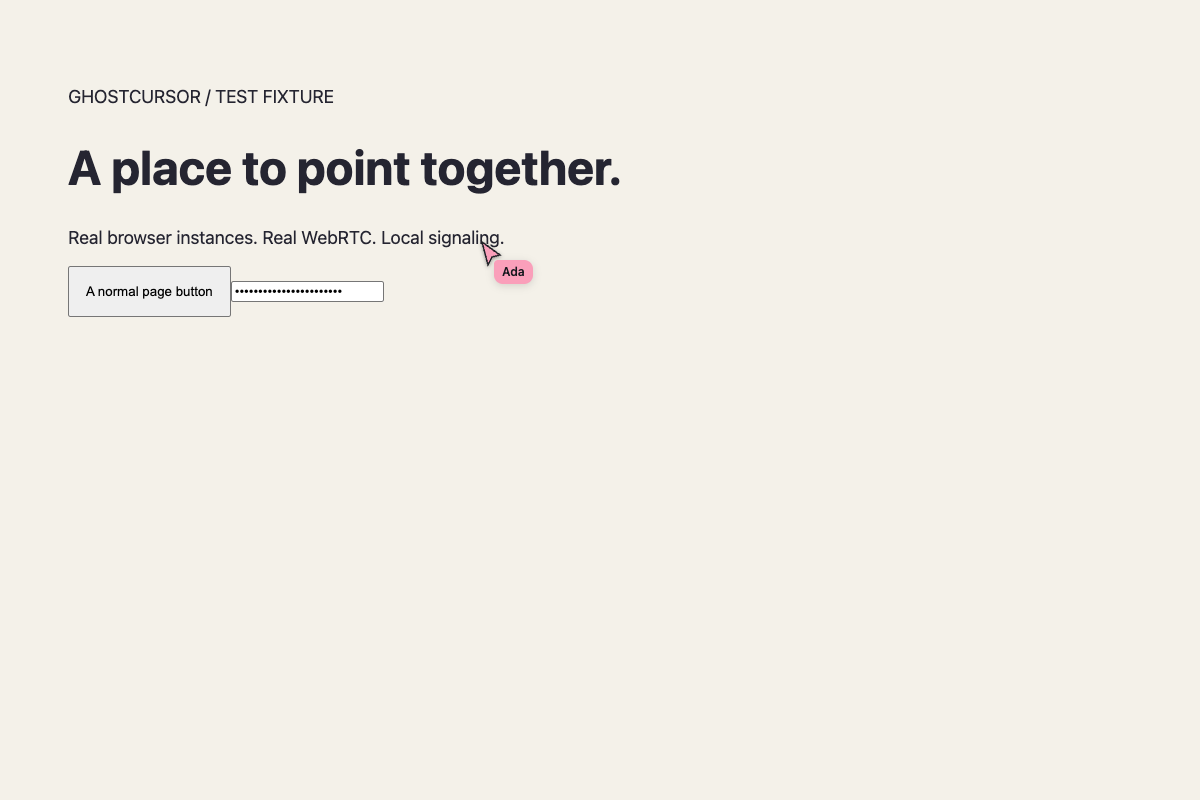 GHOSTCURSOR / TEST FIXTURE
A place to point together.
Real browser instances. Real WebRTC. Local signaling.
Ada
A normal page button
•••••••••••••••••••••••